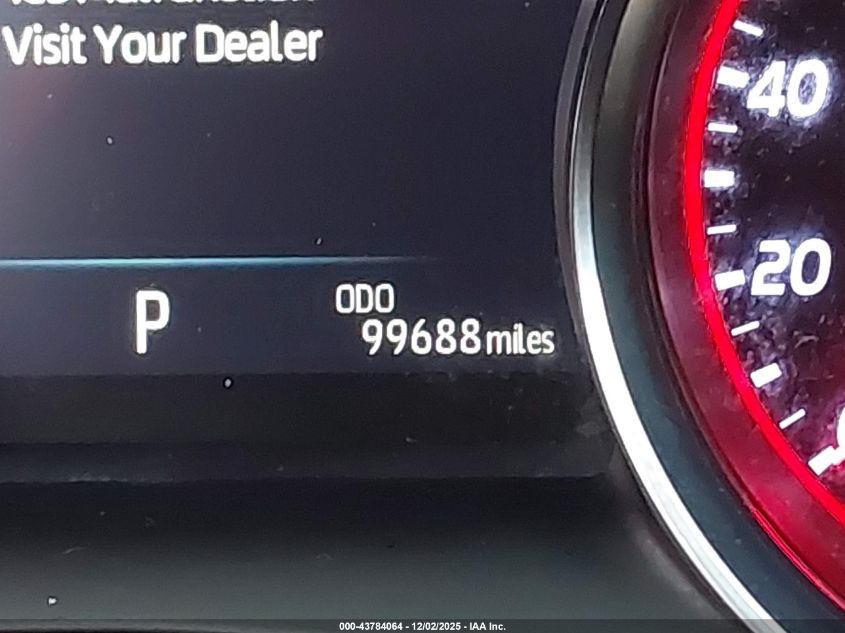 Visit Your Dealer
40
20
P
ODO
99688 miles
000-43784064 - 12/02/2025 - IAA Inc.